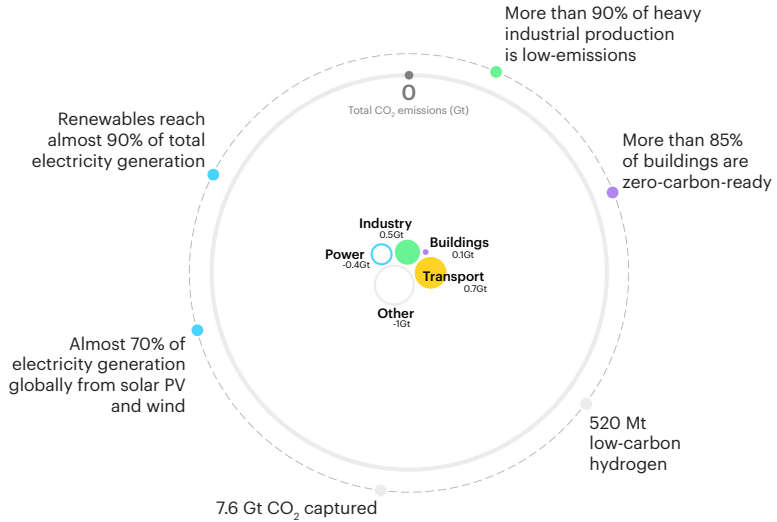 More than 90% of heavy
industrial production
is low-emissions
0
Total CO₂ emissions (Gt)
Renewables reach
almost 90% of total
electricity generation
More than 85%
of buildings are
zero-carbon-ready
Industry
0.5Gt
Buildings
0.1Gt
Power
-0.4Gt
Transport
0.7Gt
Other
-1Gt
Almost 70% of
electricity generation
globally from solar PV
and wind
520 Mt
low-carbon
hydrogen
7.6 Gt CO₂ captured